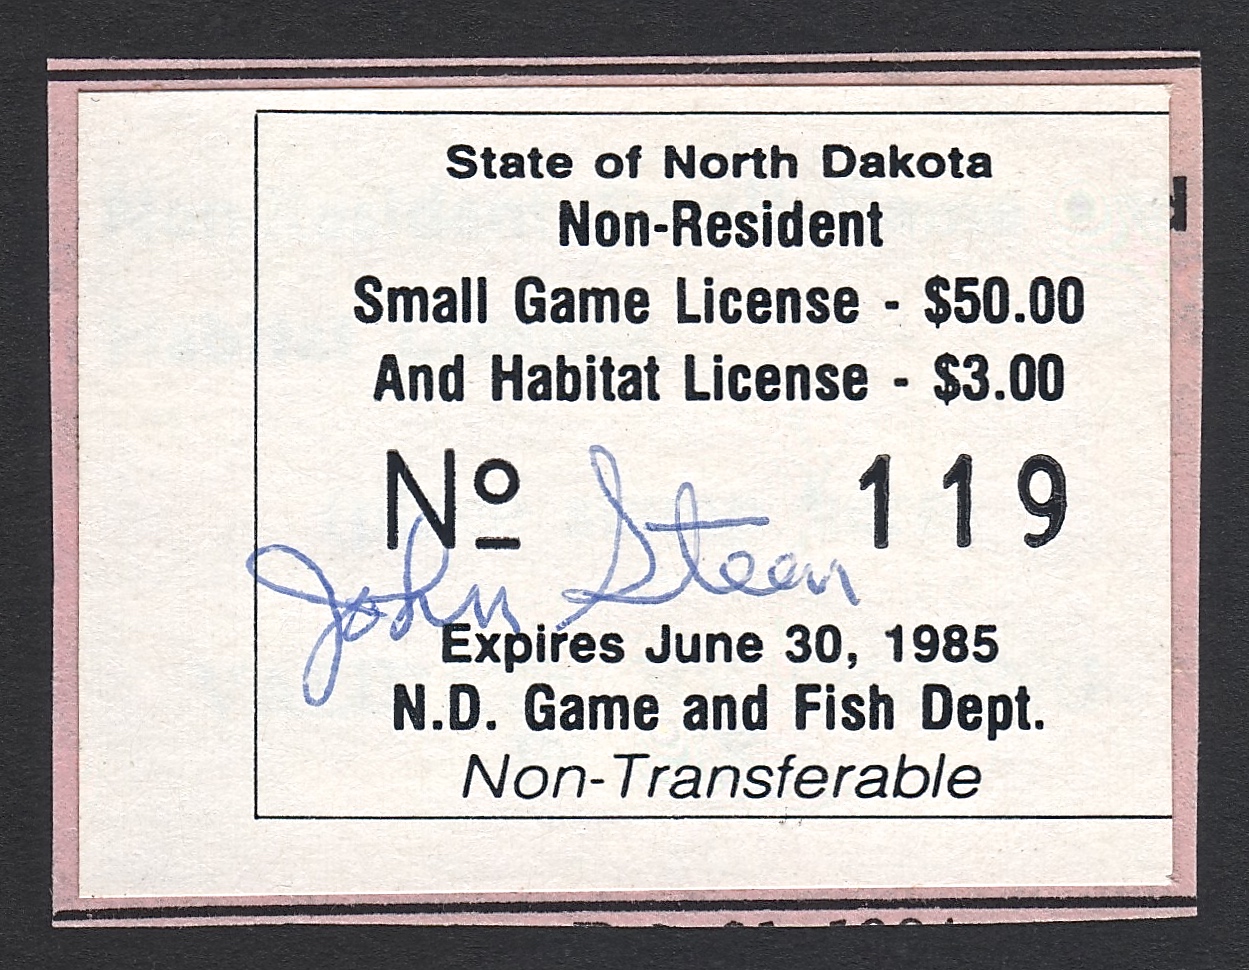 State of North Dakota
Non-Resident
Small Game License - $50.00
And Habitat License - $3.00
Nº 119
John Steen
Expires June 30, 1985
N.D. Game and Fish Dept.
Non-Transferable